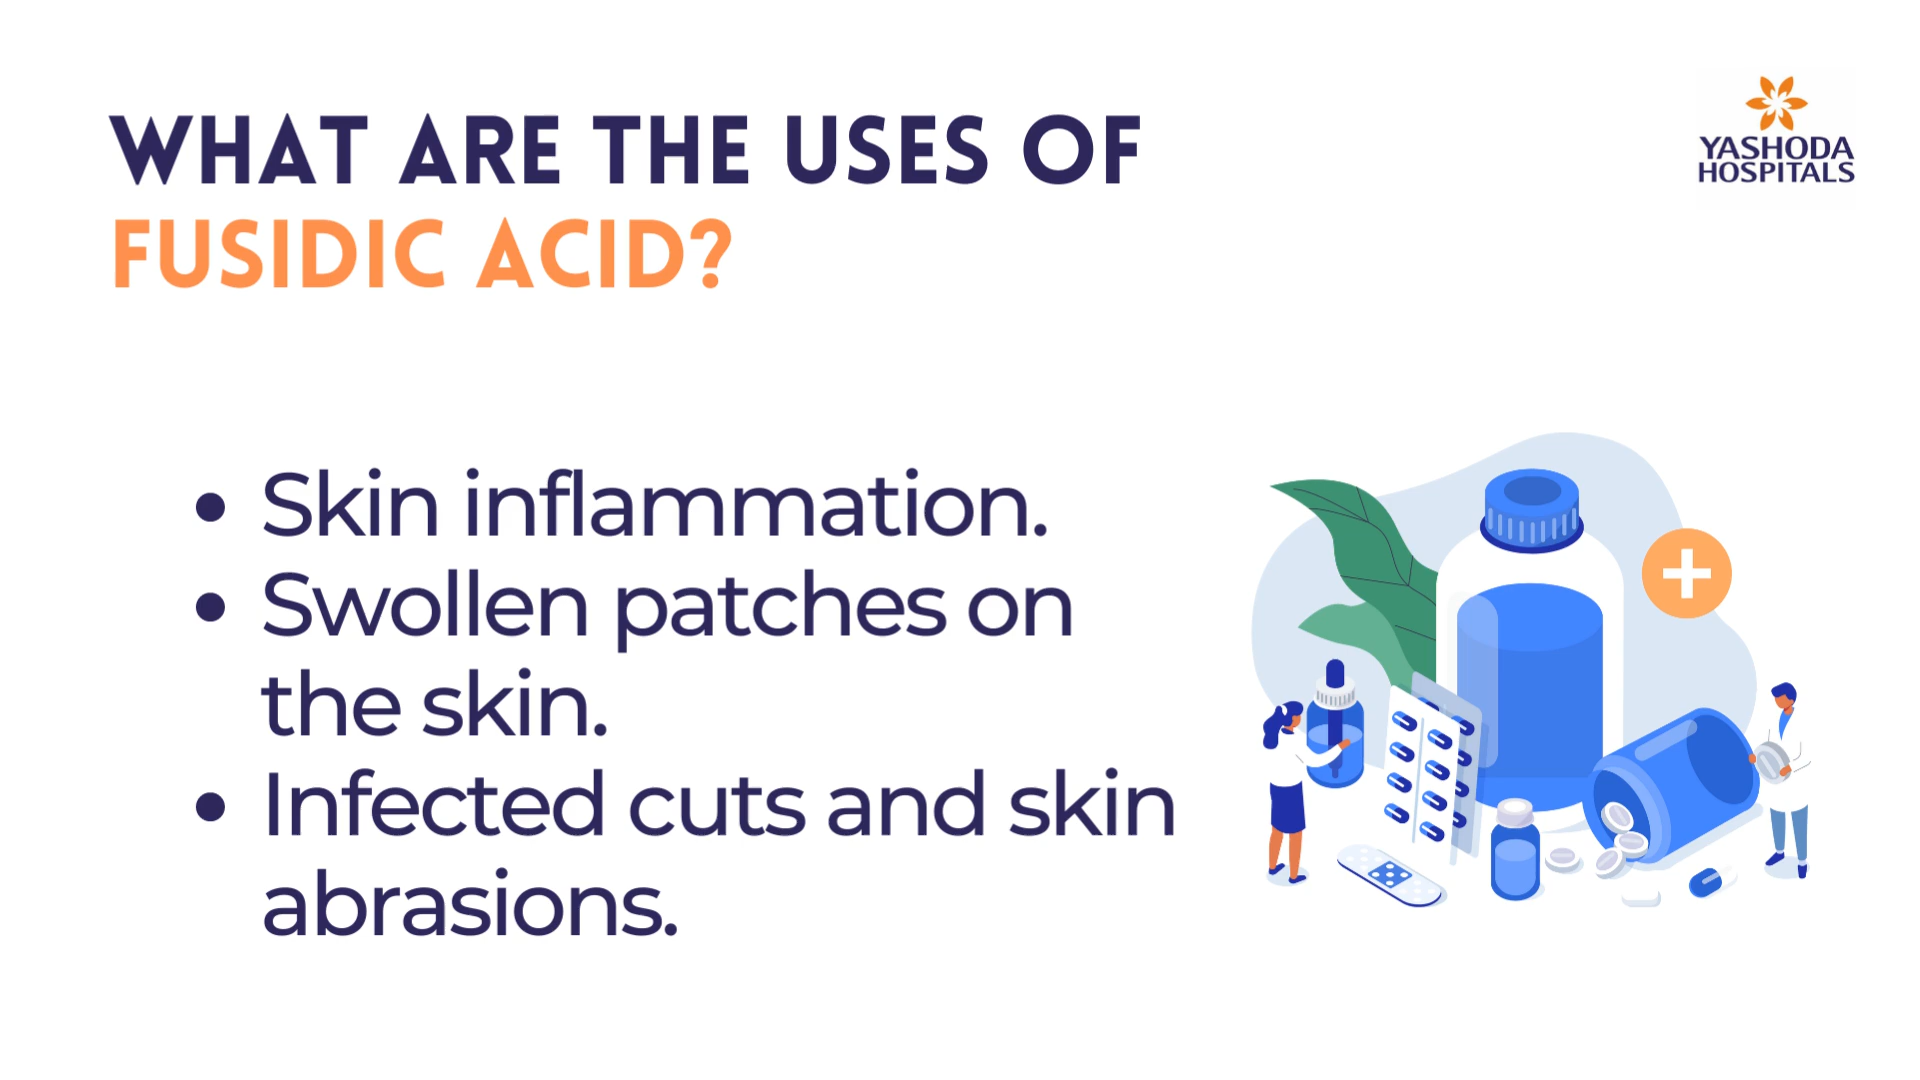 WHAT ARE THE USES OF
FUSIDIC ACID?
YASHODA
HOSPITALS
• Skin inflammation.
• Swollen patches on
the skin.
• Infected cuts and skin
abrasions.